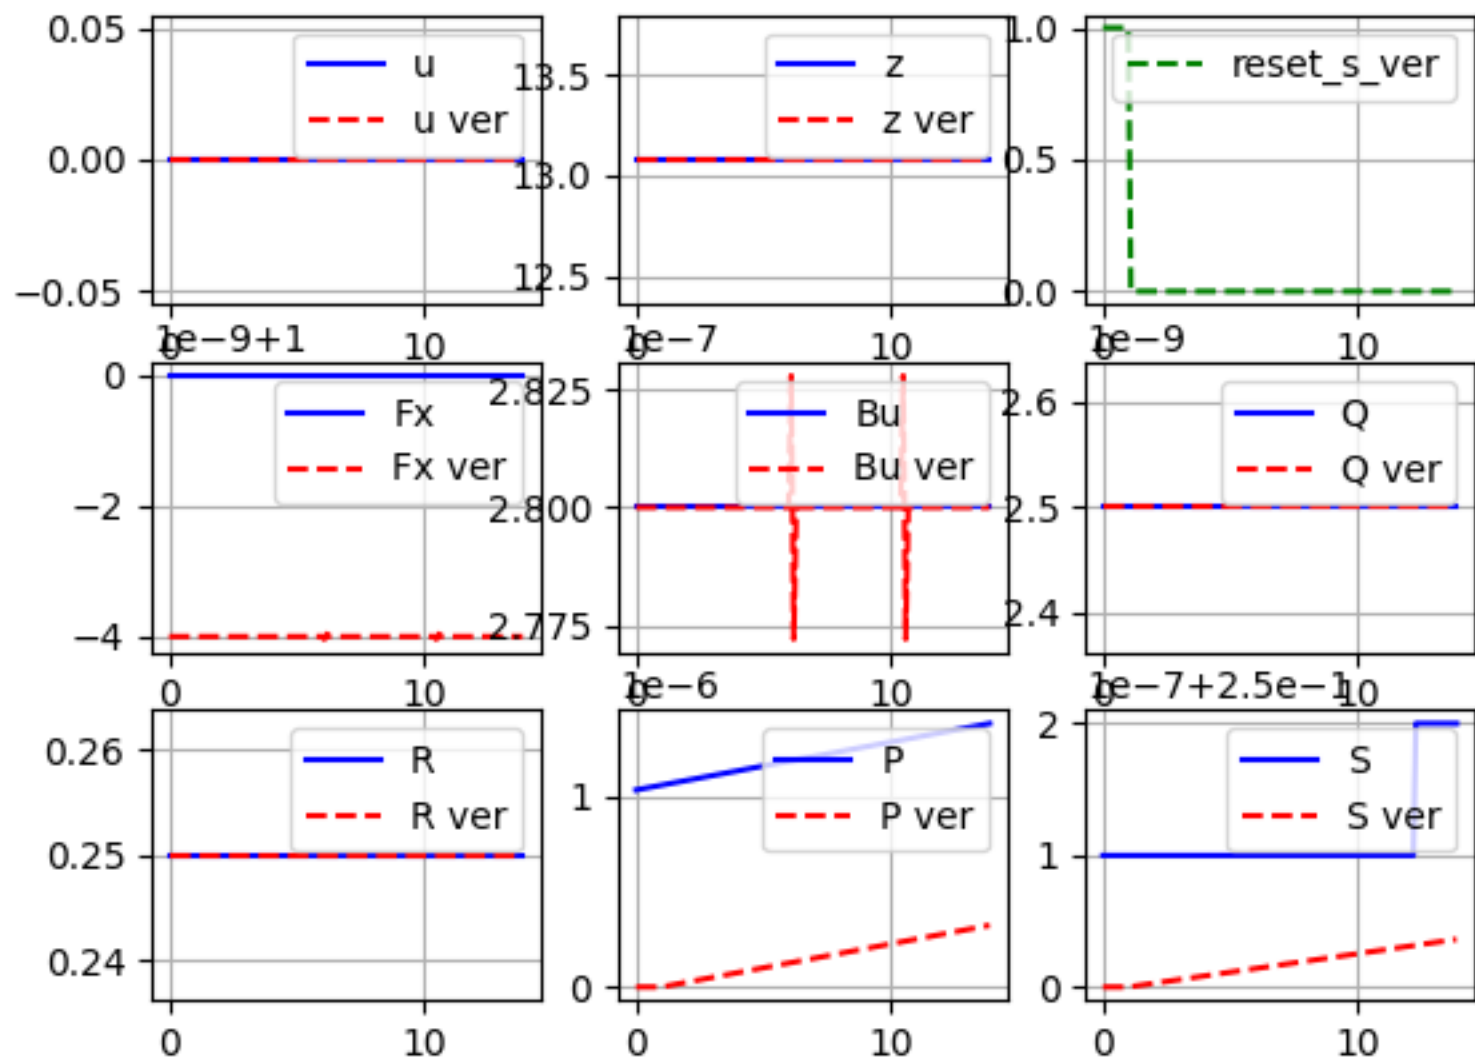 0.05
0.00
−0.05
u
u ver
0
10
13.5
13.0
12.5
z
z ver
0
10
1.0
0.5
0.0
reset_s_ver
0
10
1e−9+1
0
−2
−4
Fx
Fx ver
0
10
1e−7
2.825
2.800
2.775
Bu
Bu ver
0
10
1e−9
2.6
2.5
2.4
Q
Q ver
0
10
0.26
0.25
0.24
R
R ver
0
10
1e−6
1
0
P
P ver
0
10
1e−7+2.5e−1
2
1
0
S
S ver
0
10